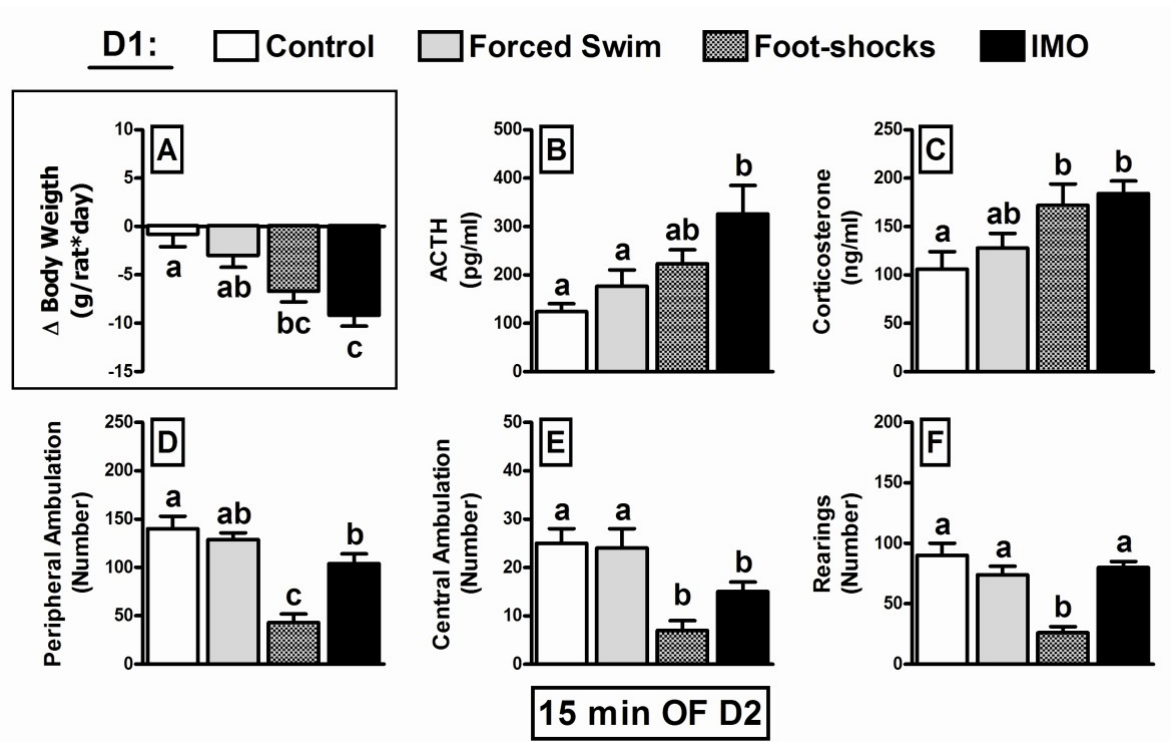 D1: Control Forced Swim Foot-shocks IMO
A
Δ Body Weigth
(g/rat*day)
10
5
0
-5
-10
-15
a
ab
bc
c
B
ACTH
(pg/ml)
500
400
300
200
100
0
a
a
ab
b
C
Corticosterone
(ng/ml)
250
200
150
100
50
0
a
ab
b
b
D
Peripheral Ambulation
(Number)
250
200
150
100
50
0
a
ab
c
b
E
Central Ambulation
(Number)
50
40
30
20
10
0
a
a
b
b
F
Rearings
(Number)
200
150
100
50
0
a
a
b
a
15 min OF D2